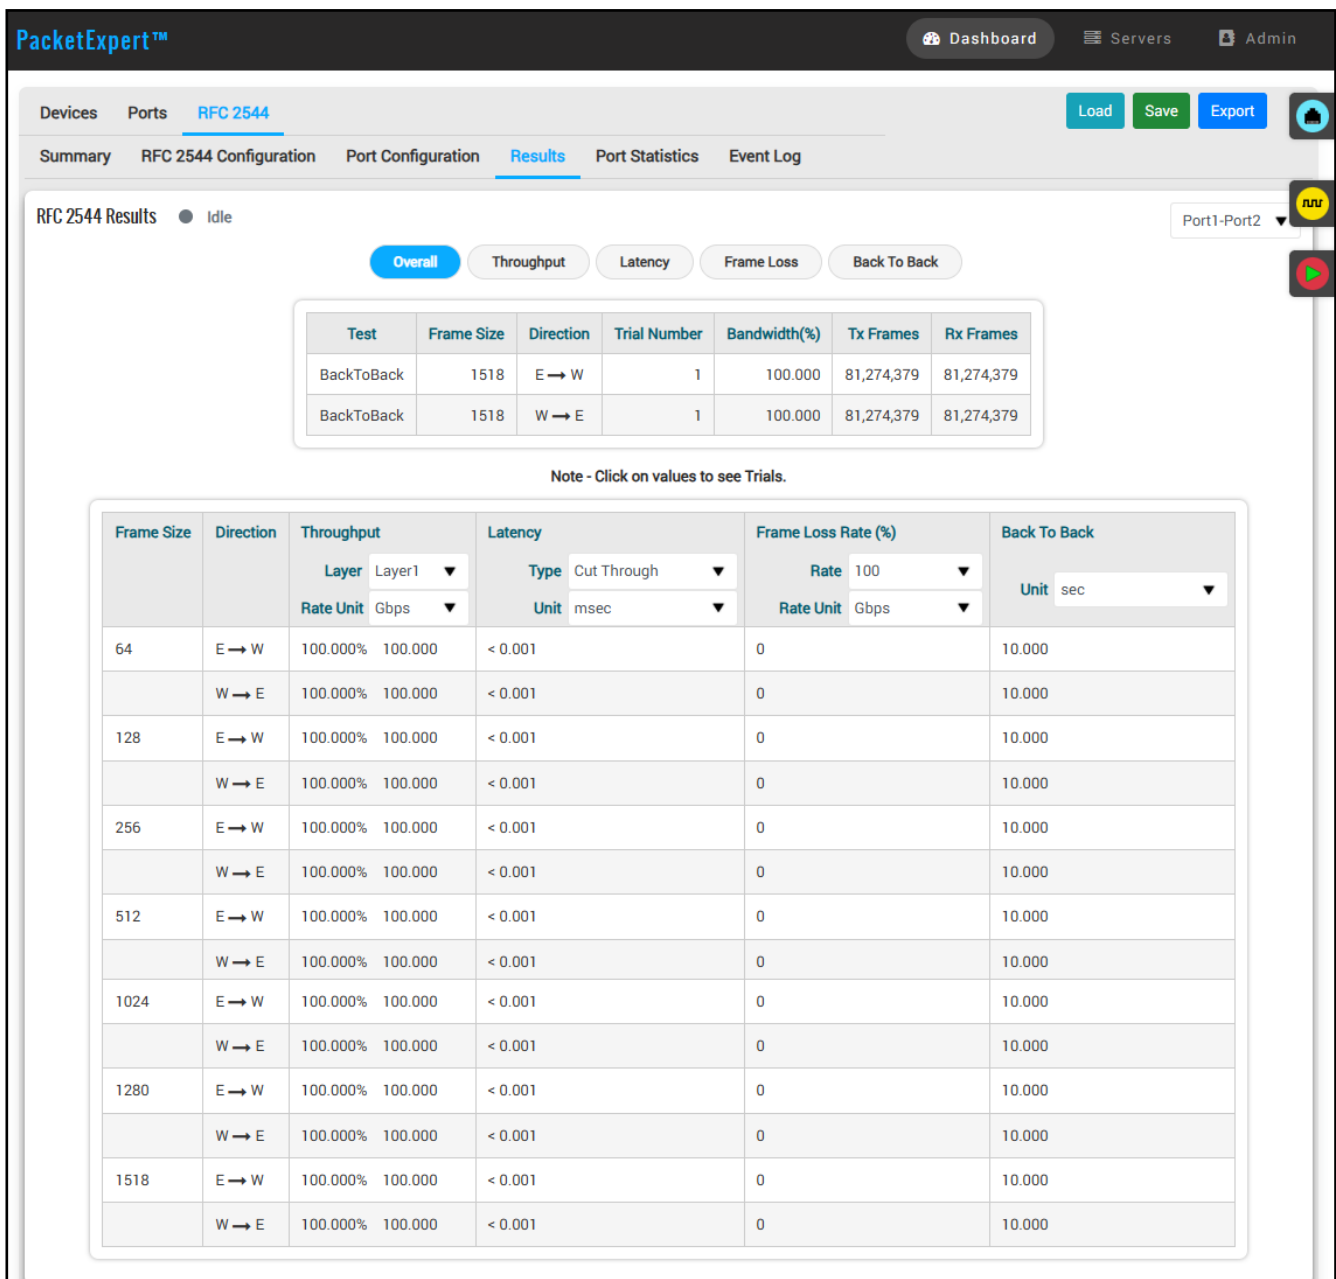 PacketExpert™ Dashboard Servers Admin
Devices Ports RFC 2544 Load Save Export
Summary RFC 2544 Configuration Port Configuration Results Port Statistics Event Log
RFC 2544 Results Idle Port1-Port2
Overall Throughput Latency Frame Loss Back To Back
Test Frame Size Direction Trial Number Bandwidth(%) Tx Frames Rx Frames
BackToBack 1518 E → W 1 100.000 81,274,379 81,274,379
BackToBack 1518 W → E 1 100.000 81,274,379 81,274,379
Note - Click on values to see Trials.
Frame Size Direction Throughput Latency Frame Loss Rate (%) Back To Back
Layer Layer1 Type Cut Through Rate 100
Unit sec
Rate Unit Gbps Unit msec Rate Unit Gbps
64 E → W 100.000% 100.000 < 0.001 0 10.000
W → E 100.000% 100.000 < 0.001 0 10.000
128 E → W 100.000% 100.000 < 0.001 0 10.000
W → E 100.000% 100.000 < 0.001 0 10.000
256 E → W 100.000% 100.000 < 0.001 0 10.000
W → E 100.000% 100.000 < 0.001 0 10.000
512 E → W 100.000% 100.000 < 0.001 0 10.000
W → E 100.000% 100.000 < 0.001 0 10.000
1024 E → W 100.000% 100.000 < 0.001 0 10.000
W → E 100.000% 100.000 < 0.001 0 10.000
1280 E → W 100.000% 100.000 < 0.001 0 10.000
W → E 100.000% 100.000 < 0.001 0 10.000
1518 E → W 100.000% 100.000 < 0.001 0 10.000
W → E 100.000% 100.000 < 0.001 0 10.000